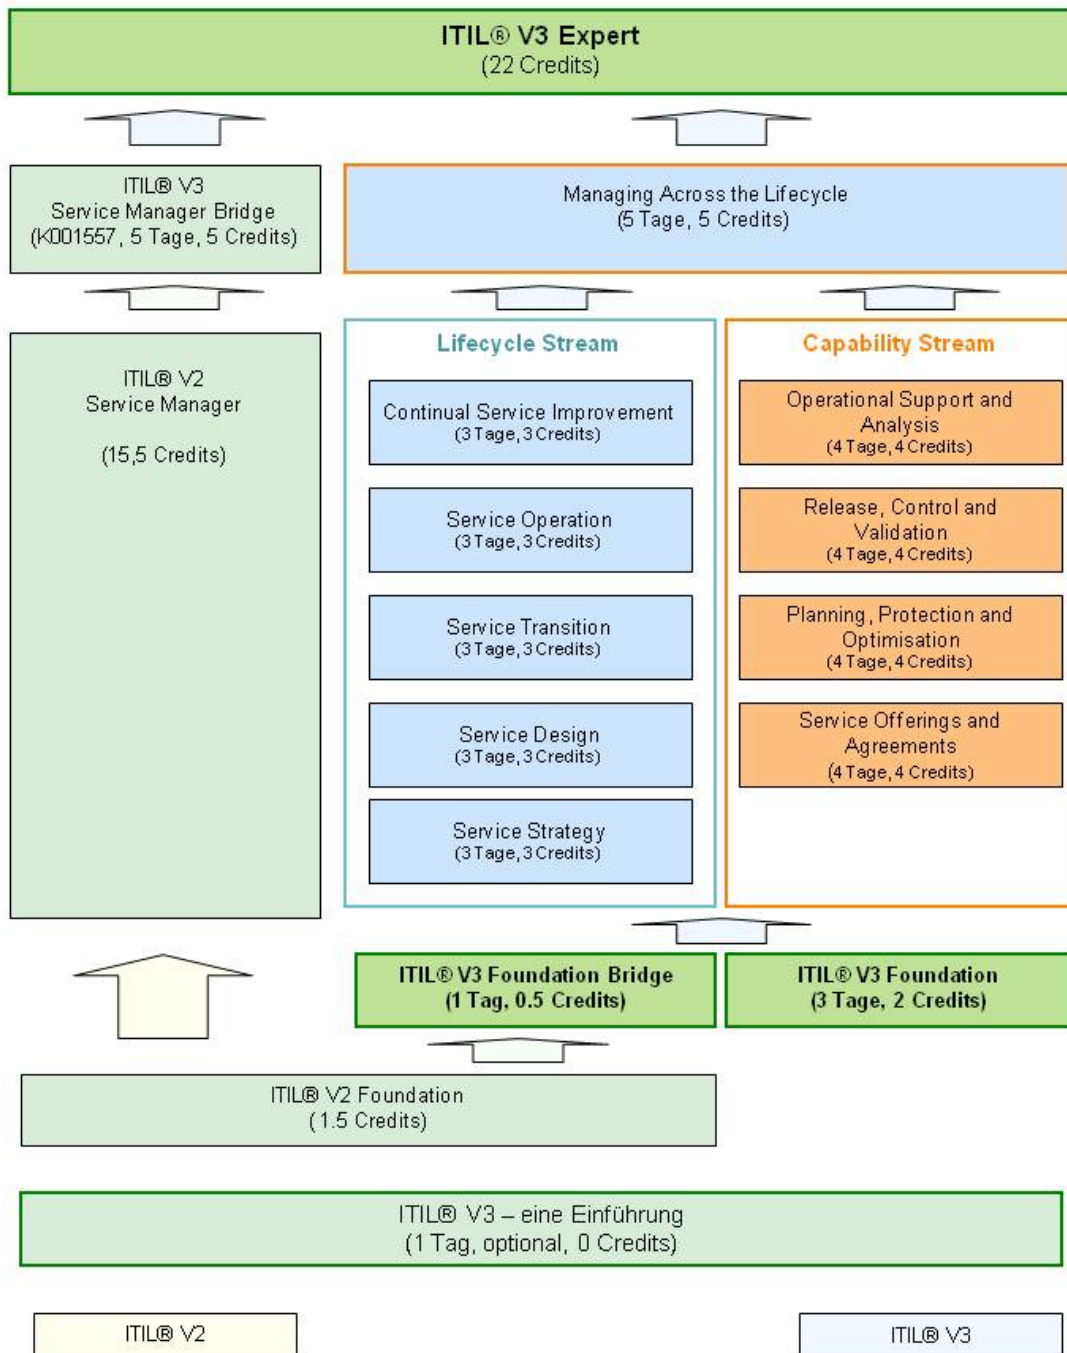 ITIL® V3 Expert
(22 Credits)
ITIL® V3
Service Manager Bridge
(K001557, 5 Tage, 5 Credits)
Managing Across the Lifecycle
(5 Tage, 5 Credits)
ITIL® V2
Service Manager
(15,5 Credits)
Lifecycle Stream
Continual Service Improvement
(3 Tage, 3 Credits)
Service Operation
(3 Tage, 3 Credits)
Service Transition
(3 Tage, 3 Credits)
Service Design
(3 Tage, 3 Credits)
Service Strategy
(3 Tage, 3 Credits)
Capability Stream
Operational Support and
Analysis
(4 Tage, 4 Credits)
Release, Control and
Validation
(4 Tage, 4 Credits)
Planning, Protection and
Optimisation
(4 Tage, 4 Credits)
Service Offerings and
Agreements
(4 Tage, 4 Credits)
ITIL® V3 Foundation Bridge
(1 Tag, 0.5 Credits)
ITIL® V3 Foundation
(3 Tage, 2 Credits)
ITIL® V2 Foundation
(1.5 Credits)
ITIL® V3 – eine Einführung
(1 Tag, optional, 0 Credits)
ITIL® V2
ITIL® V3